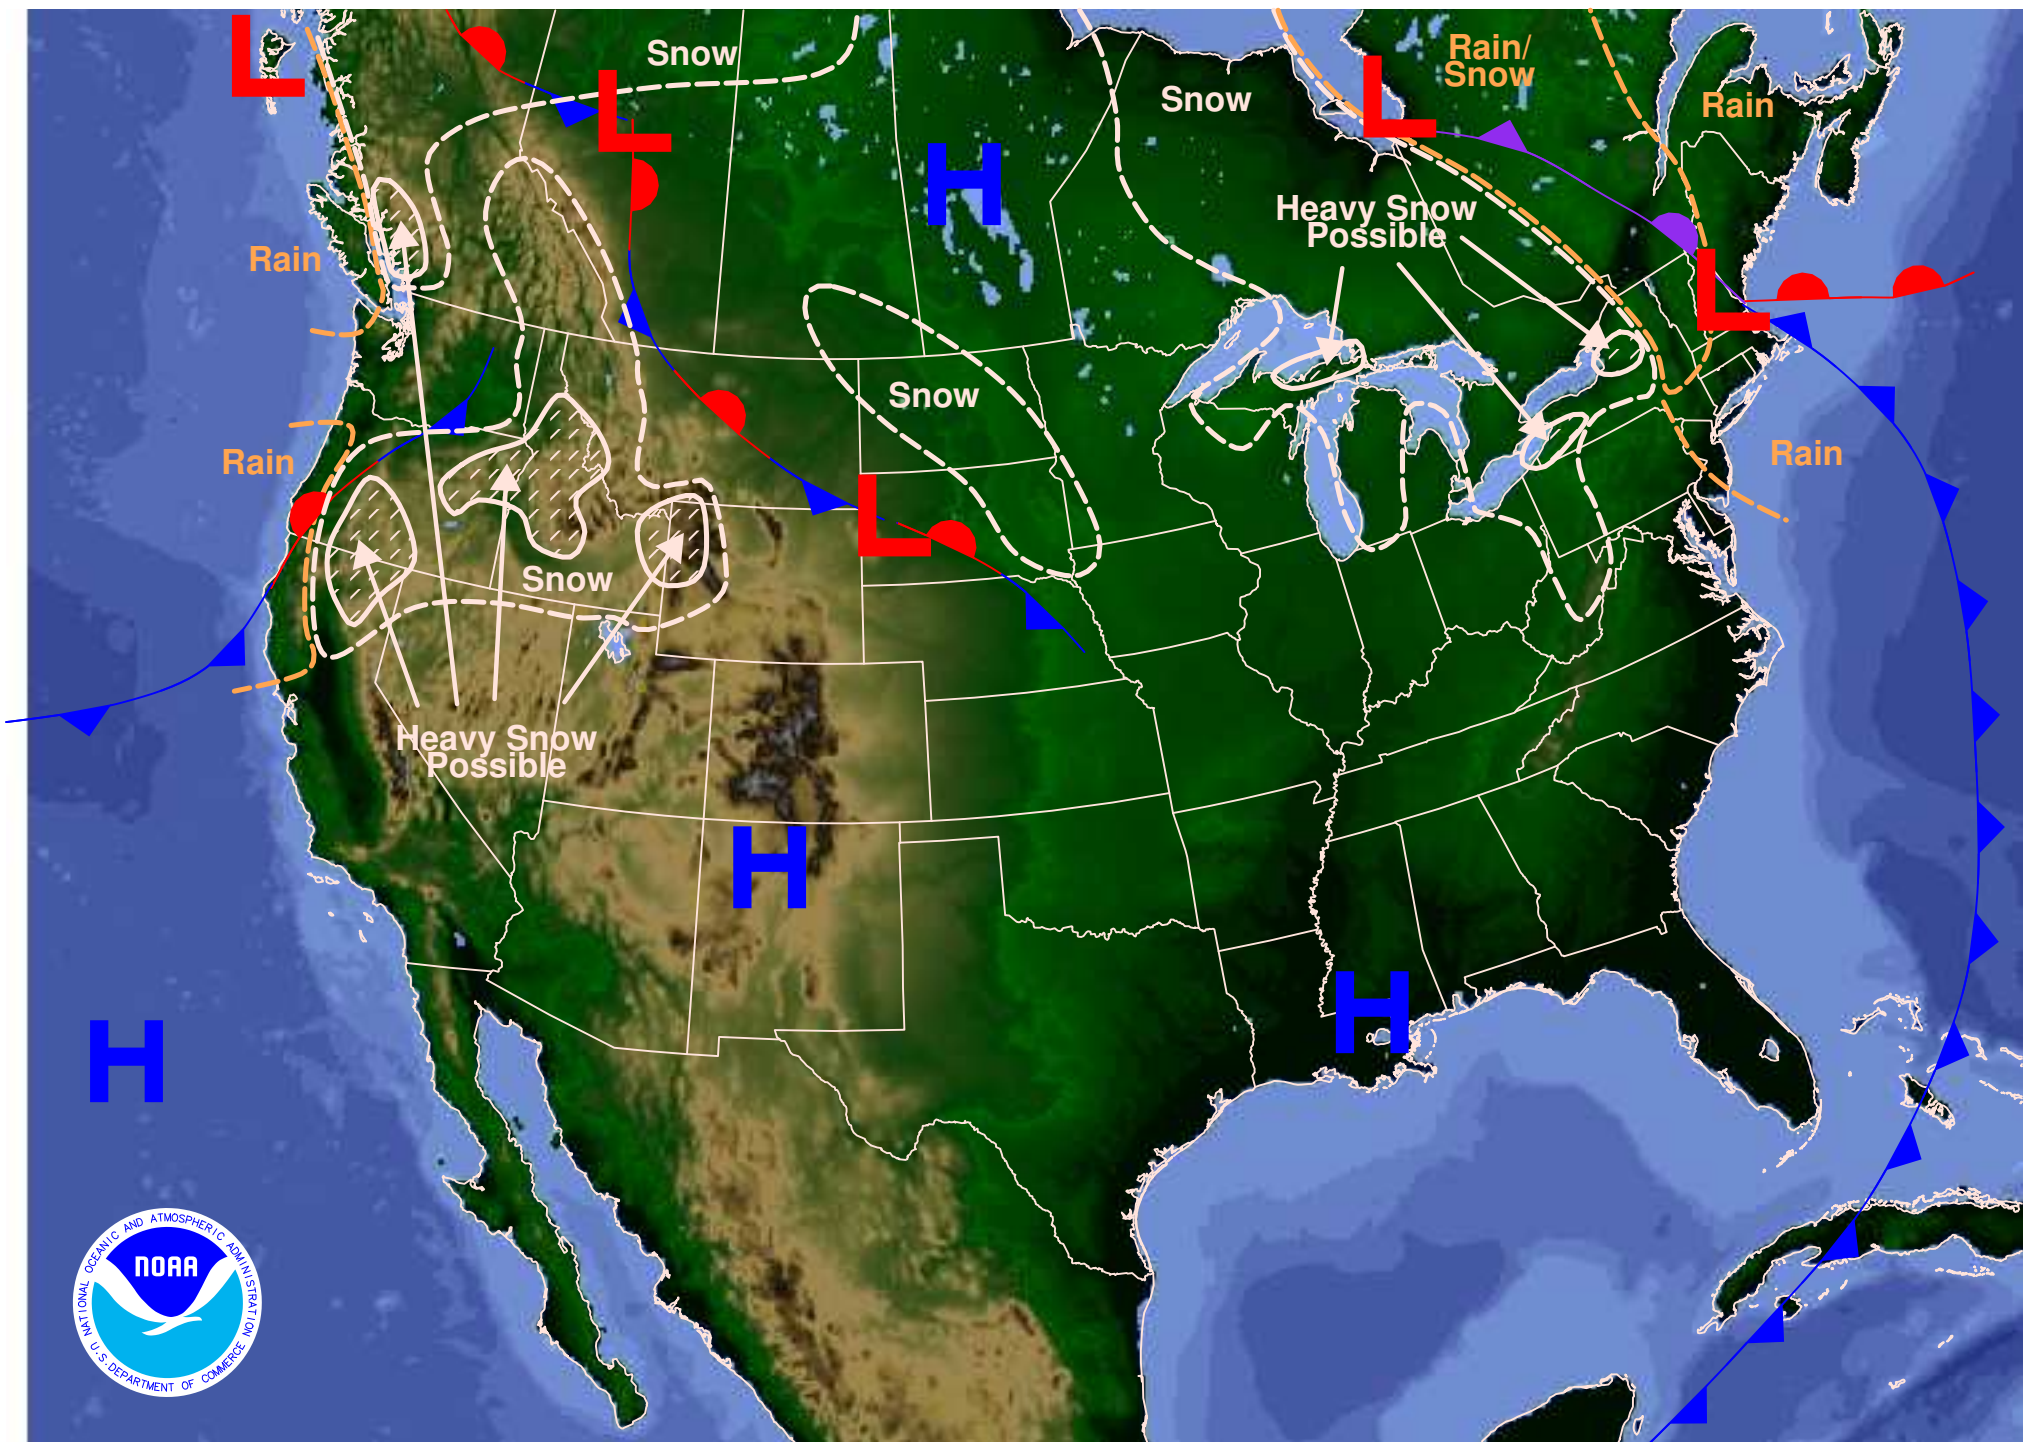 L
Snow
L
Snow
L
Rain/
Snow
Rain
H
Heavy Snow
Possible
Rain
L
Snow
Rain
Rain
L
Snow
Heavy Snow
Possible
H
H
H
NATIONAL OCEANIC AND ATMOSPHERIC ADMINISTRATION
NOAA
U.S. DEPARTMENT OF COMMERCE